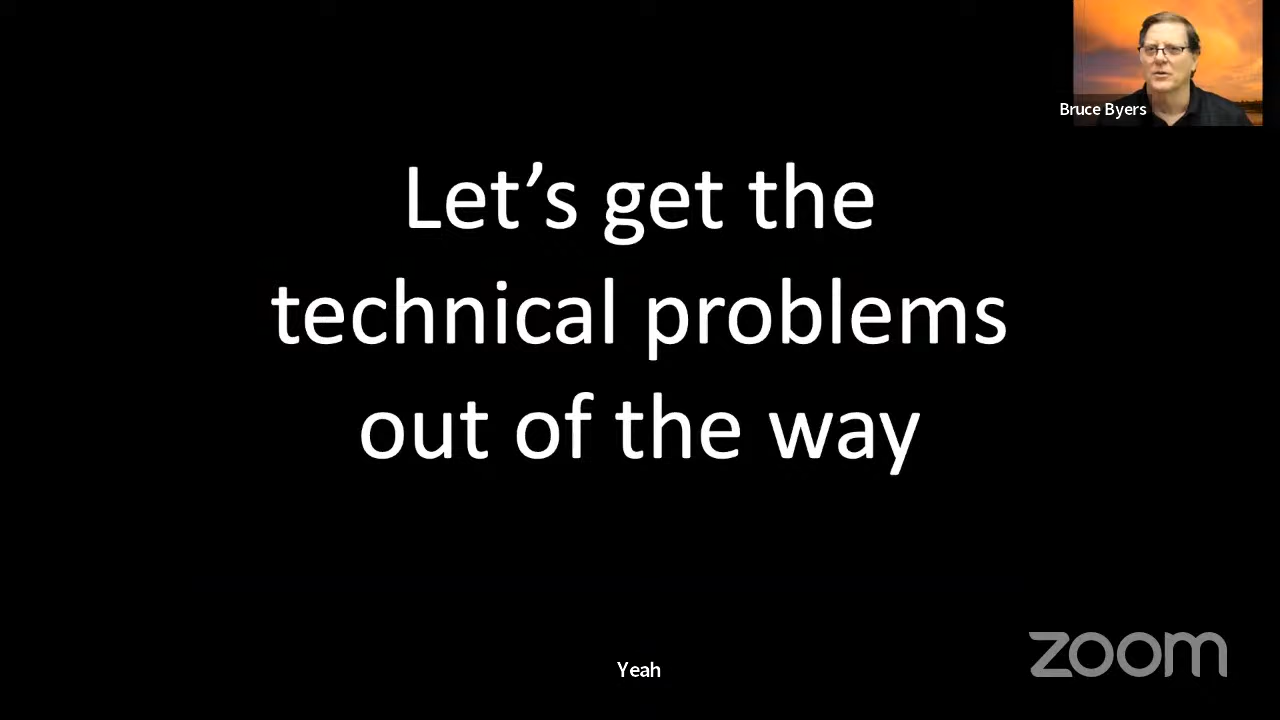 Bruce Byers
Let’s get the
technical problems
out of the way
Yeah
zoom